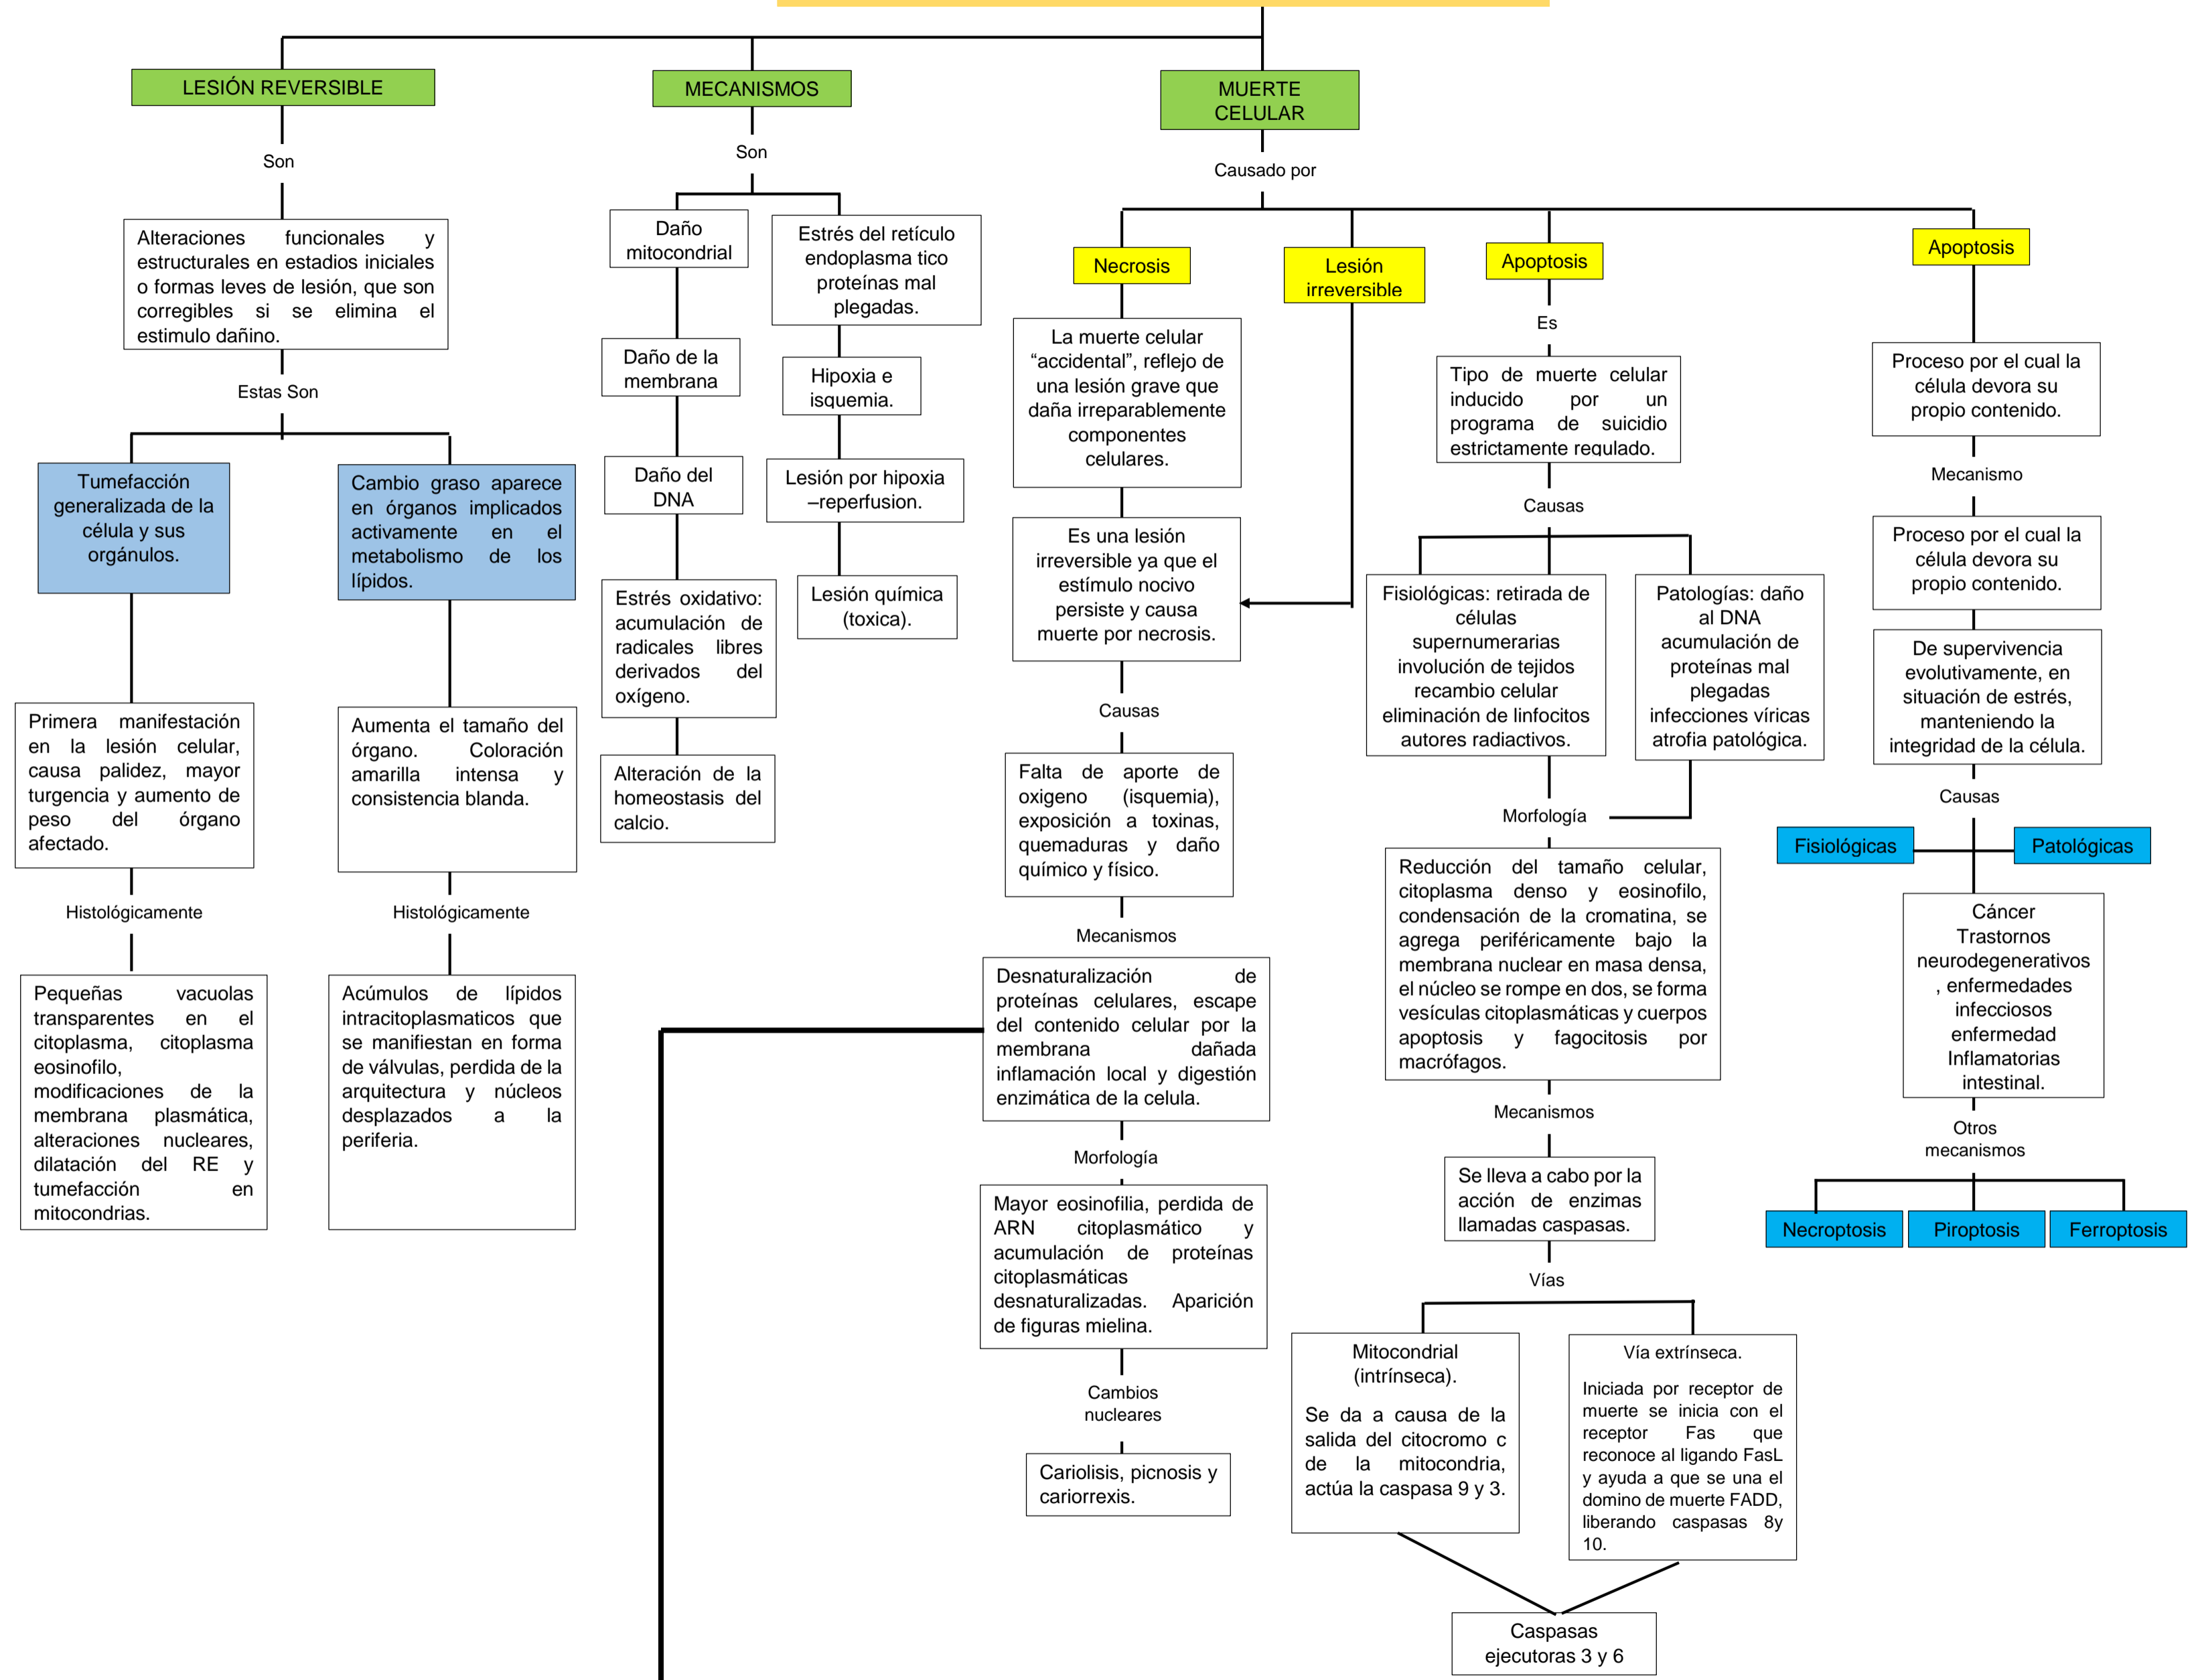 LESIÓN REVERSIBLE
Son
Alteraciones funcionales y
estructurales en estadios iniciales
o formas leves de lesión, que son
corregibles si se elimina el
estimulo dañino.
Estas Son
Tumefacción
generalizada de la
célula y sus
orgánulos.
Primera manifestación
en la lesión celular,
causa palidez, mayor
turgencia y aumento de
peso del órgano
afectado.
Histológicamente
Pequeñas vacuolas
transparentes en el
citoplasma, citoplasma
eosinofilo,
modificaciones de la
membrana plasmática,
alteraciones nucleares,
dilatación del RE y
tumefacción en
mitocondrias.
Cambio graso aparece
en órganos implicados
activamente en el
metabolismo de los
lípidos.
Aumenta el tamaño del
órgano. Coloración
amarilla intensa y
consistencia blanda.
Histológicamente
Acúmulos de lípidos
intracitoplasmaticos que
se manifiestan en forma
de válvulas, perdida de la
arquitectura y núcleos
desplazados a la
periferia.
MECANISMOS
Son
Daño
mitocondrial
Daño de la
membrana
Daño del
DNA
Estrés oxidativo:
acumulación de
radicales libres
derivados del
oxígeno.
Alteración de la
homeostasis del
calcio.
Estrés del retículo
endoplasma tico
proteínas mal
plegadas.
Hipoxia e
isquemia.
Lesión por hipoxia
–reperfusion.
Lesión química
(toxica).
MUERTE
CELULAR
Causado por
Necrosis
La muerte celular
“accidental”, reflejo de
una lesión grave que
daña irreparablemente
componentes
celulares.
Es una lesión
irreversible ya que el
estímulo nocivo
persiste y causa
muerte por necrosis.
Causas
Falta de aporte de
oxigeno (isquemia),
exposición a toxinas,
quemaduras y daño
químico y físico.
Mecanismos
Desnaturalización de
proteínas celulares, escape
del contenido celular por la
membrana dañada
inflamación local y digestión
enzimática de la celula.
Morfología
Mayor eosinofilia, perdida de
ARN citoplasmático y
acumulación de proteínas
citoplasmáticas
desnaturalizadas. Aparición
de figuras mielina.
Cambios
nucleares
Cariolisis, picnosis y
cariorrexis.
Lesión
irreversible
Apoptosis
Es
Tipo de muerte celular
inducido por un
programa de suicidio
estrictamente regulado.
Causas
Fisiológicas: retirada de
células
supernumerarias
involución de tejidos
recambio celular
eliminación de linfocitos
autores radiactivos.
Patologías: daño
al DNA
acumulación de
proteínas mal
plegadas
infecciones víricas
atrofia patológica.
Morfología
Reducción del tamaño celular,
citoplasma denso y eosinofilo,
condensación de la cromatina, se
agrega periféricamente bajo la
membrana nuclear en masa densa,
el núcleo se rompe en dos, se forma
vesículas citoplasmáticas y cuerpos
apoptosis y fagocitosis por
macrófagos.
Mecanismos
Se lleva a cabo por la
acción de enzimas
llamadas caspasas.
Vías
Mitocondrial
(intrínseca).
Se da a causa de la
salida del citocromo c
de la mitocondria,
actúa la caspasa 9 y 3.
Vía extrínseca.
Iniciada por receptor de
muerte se inicia con el
receptor Fas que
reconoce al ligando FasL
y ayuda a que se una el
domino de muerte FADD,
liberando caspasas 8y
10.
Caspasas
ejecutoras 3 y 6
Apoptosis
Proceso por el cual la
célula devora su
propio contenido.
Mecanismo
Proceso por el cual la
célula devora su
propio contenido.
De supervivencia
evolutivamente, en
situación de estrés,
manteniendo la
integridad de la célula.
Causas
Fisiológicas
Patológicas
Cáncer
Trastornos
neurodegenerativos
, enfermedades
infecciosos
enfermedad
Inflamatorias
intestinal.
Otros
mecanismos
Necroptosis
Piroptosis
Ferroptosis